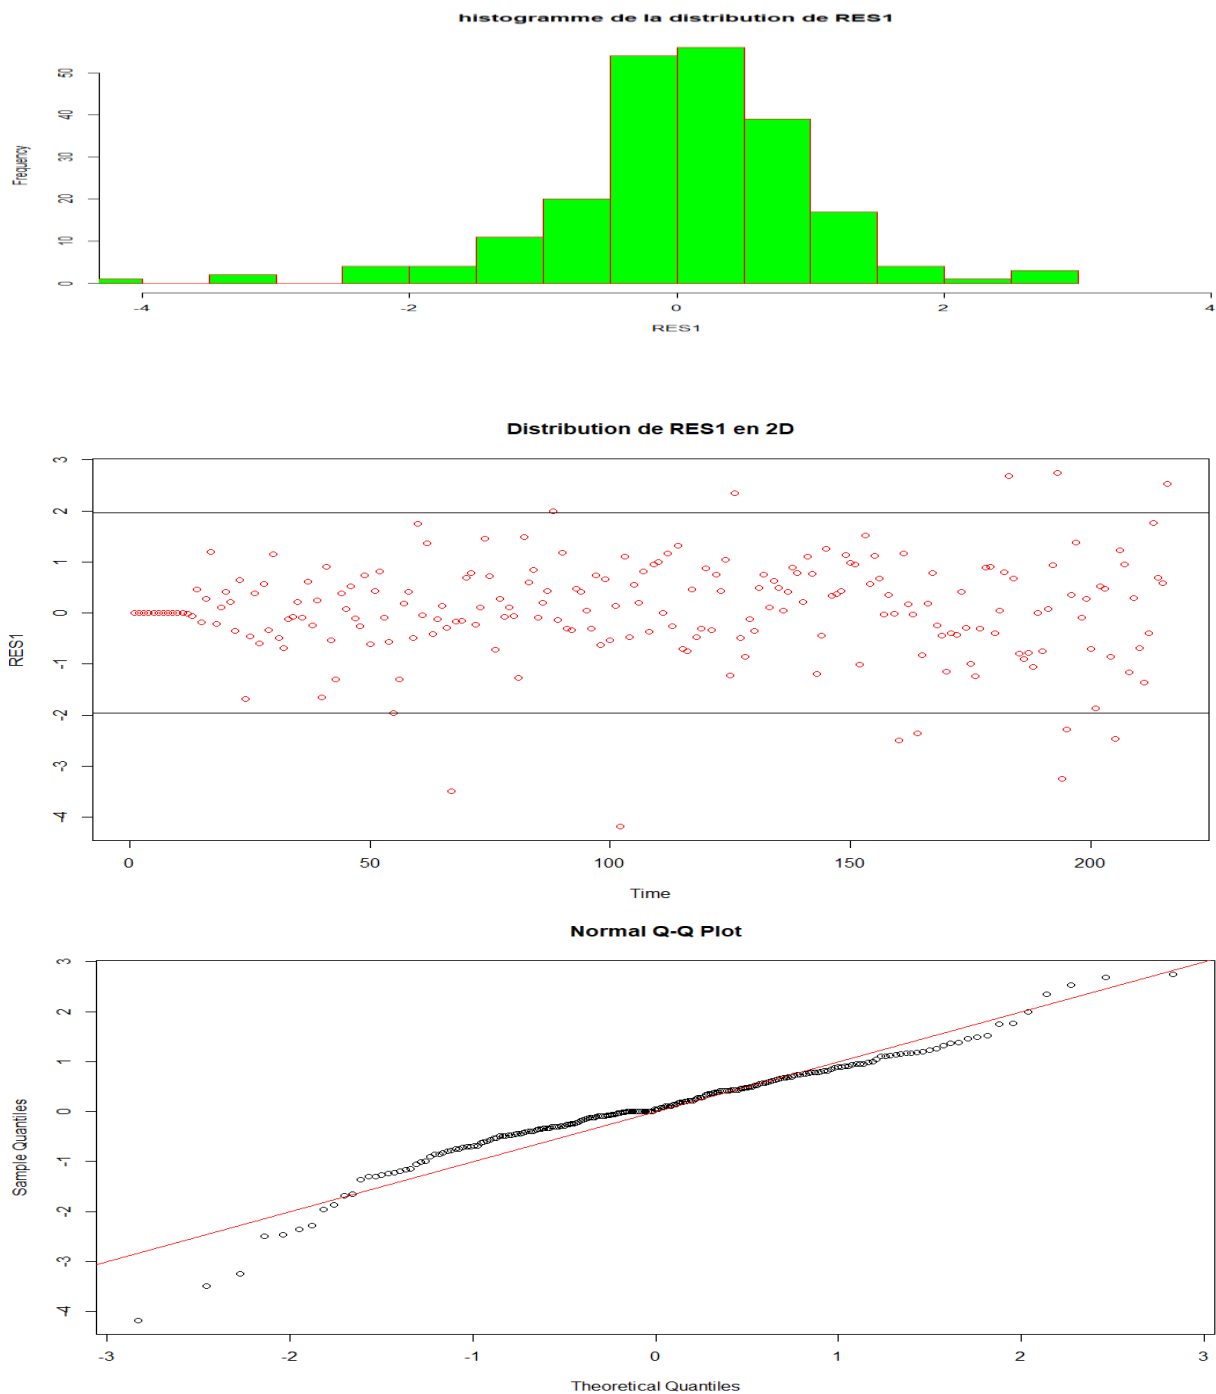 histogramme de la distribution de RES1
Frequency
50
40
30
20
10
0
-4 -2 0 2 4
RES1
Distribution de RES1 en 2D
RES1
3
2
1
0
-1
-2
-3
-4
0 50 100 150 200
Time
Normal Q-Q Plot
Sample Quantiles
3
2
1
0
-1
-2
-3
-4
-3 -2 -1 0 1 2 3
Theoretical Quantiles